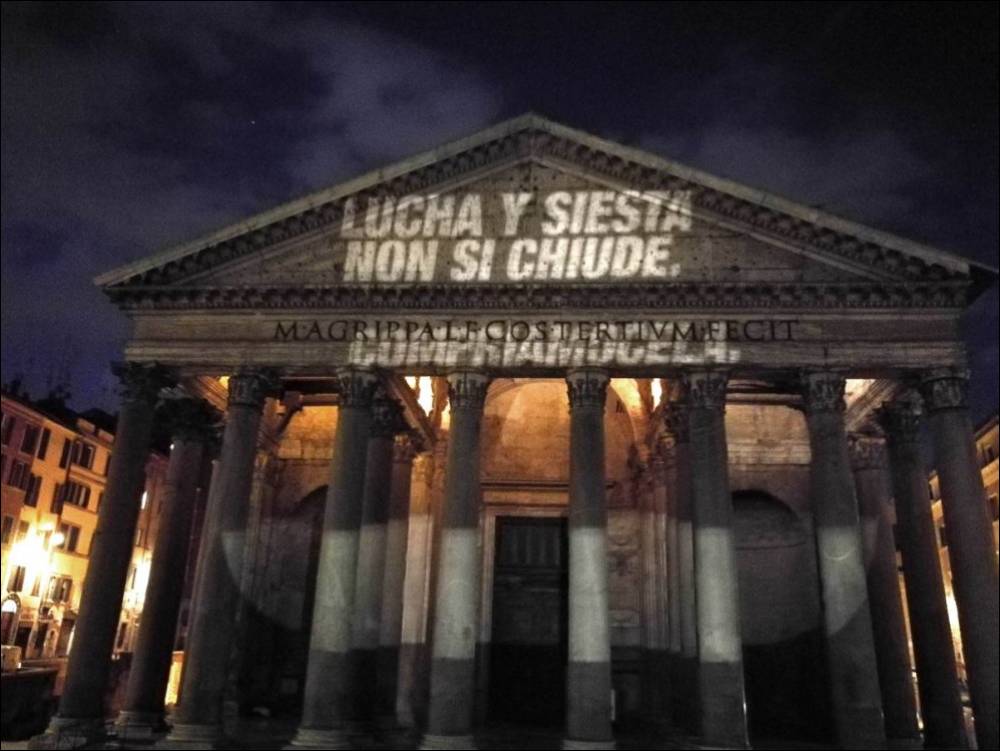 LUCHA Y SIESTA
NON SI CHIUDE.
M·AGRIPPA·L·F·COS·TERTIVM·FECIT
COMPRIAMOCELA.